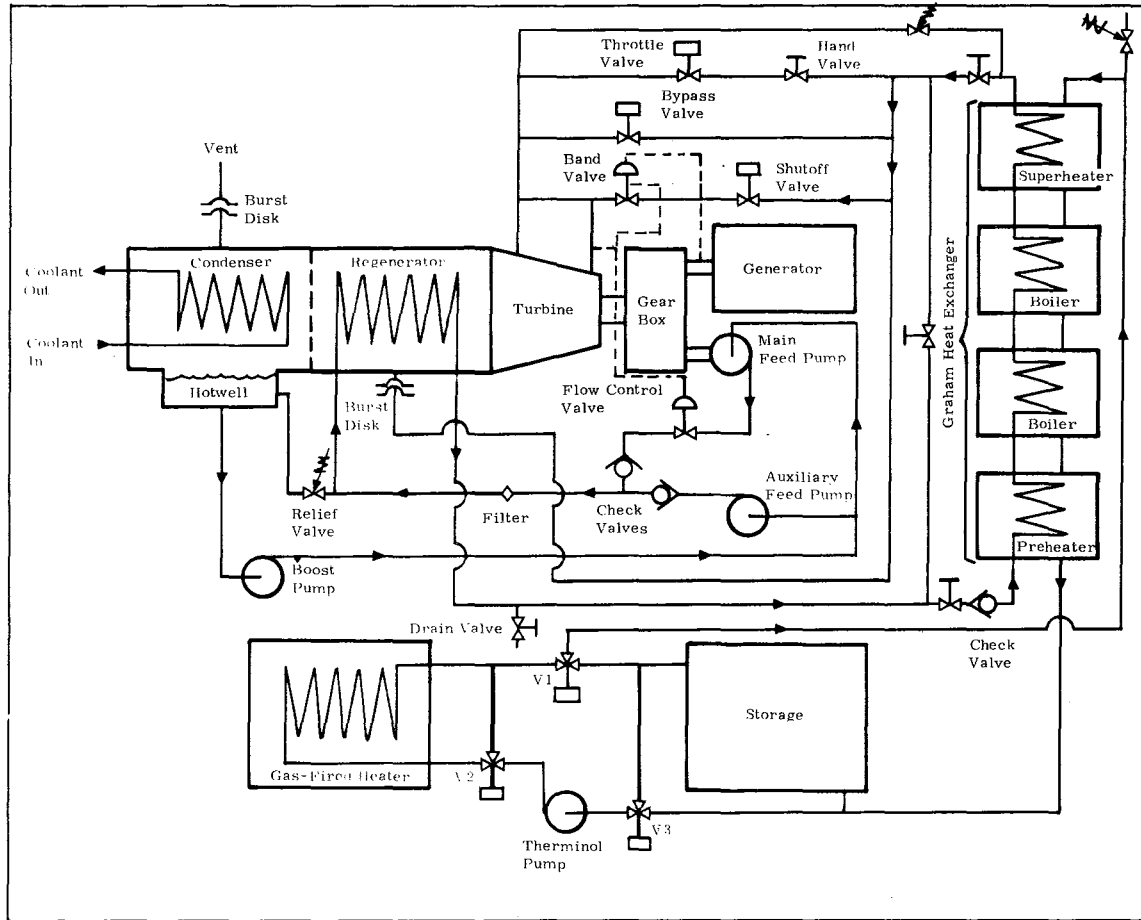 Throttle
Valve
Hand
Valve
Bypass
Valve
Vent
Burst
Disk
Band
Valve
Shutoff
Valve
Superheater
Coolant
Out
Condenser
Regenerator
Turbine
Gear
Box
Generator
Boiler
Coolant
In
Hotwell
Main
Feed Pump
Flow Control
Valve
Burst
Disk
Graham Heat Exchanger
Boiler
Relief
Valve
Filter
Check
Valves
Auxiliary
Feed Pump
Preheater
Boost
Pump
Drain Valve
Check
Valve
V1
Storage
Gas-Fired Heater
V2
V3
Therminol
Pump